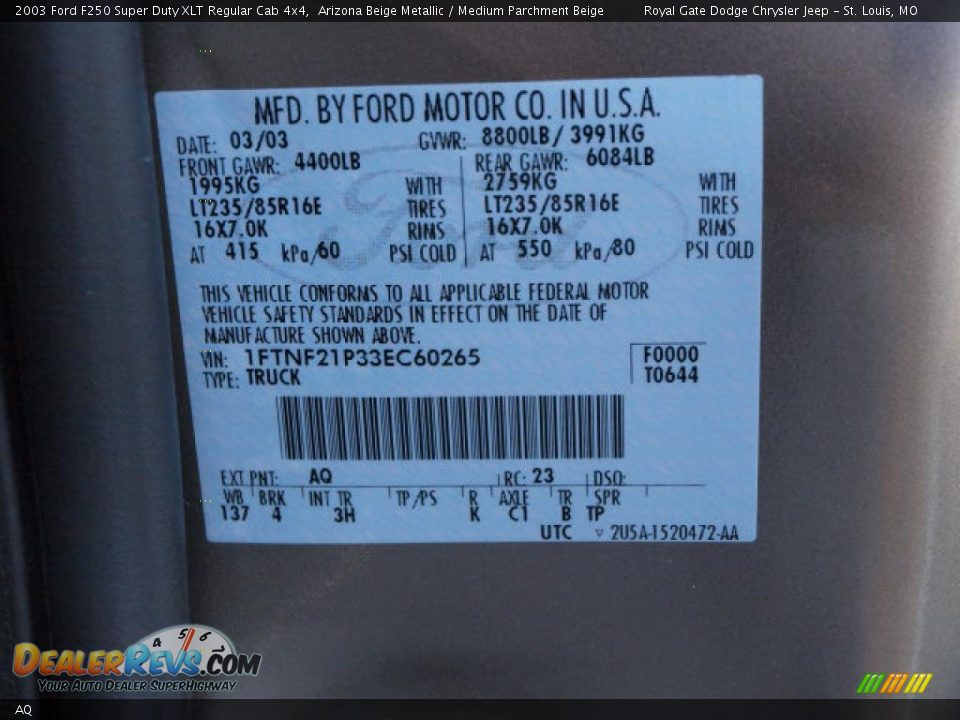 2003 Ford F250 Super Duty XLT Regular Cab 4x4, Arizona Beige Metallic / Medium Parchment Beige Royal Gate Dodge Chrysler Jeep - St. Louis, MO
MFD. BY FORD MOTOR CO. IN U.S.A.
DATE: 03/03 GVWR: 8800LB/ 3991KG
FRONT GAWR: 4400LB REAR GAWR: 6084LB
1995KG WITH 2759KG WITH
LT235/85R16E TIRES LT235/85R16E TIRES
16X7.0K RIMS 16X7.0K RIMS
AT 415 kPa/60 PSI COLD AT 550 kPa/80 PSI COLD
Ford
THIS VEHICLE CONFORMS TO ALL APPLICABLE FEDERAL MOTOR
VEHICLE SAFETY STANDARDS IN EFFECT ON THE DATE OF
MANUFACTURE SHOWN ABOVE.
VIN: 1FTNF21P33EC60265 F0000
TYPE: TRUCK T0644
EXT PNT: AQ RC: 23 DSO:
WB BRK INT TR TP/PS R AXLE TR SPR
137 4 3H K C1 B TP
UTC ▿ 2U5A-1520472-AA
4 5 6 7
DEALERREVS.COM
YOUR AUTO DEALER SUPERHIGHWAY
AQ